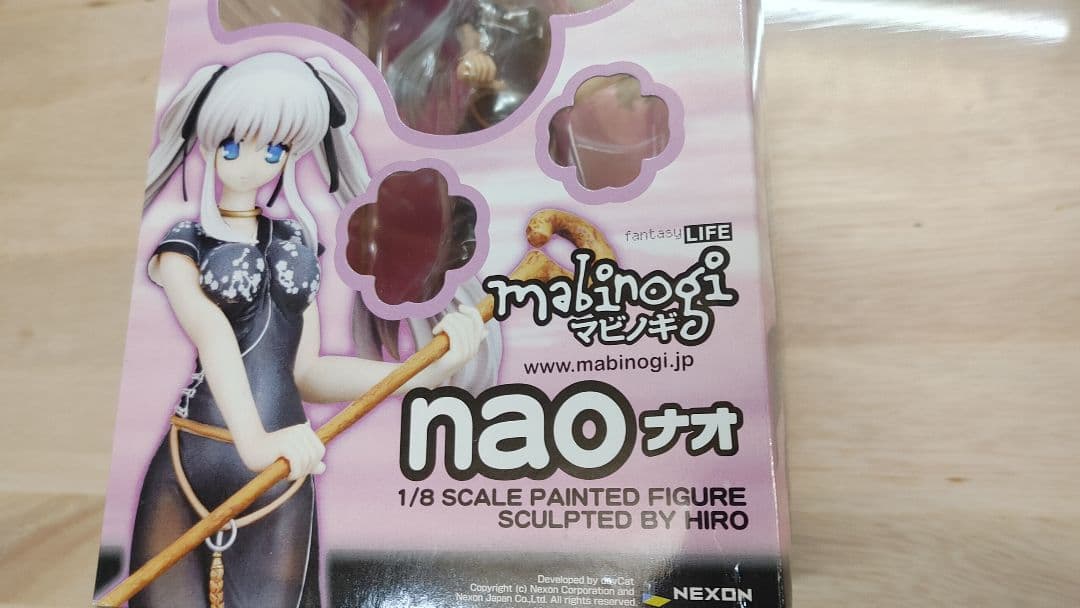 fantasy LIFE
mabinogi
マビノギ
www.mabinogi.jp
nao ナオ
1/8 SCALE PAINTED FIGURE
SCULPTED BY HIRO
Developed by devCat
Copyright (c) Nexon Corporation and
Nexon Japan Co.,Ltd. All rights reserved
NEXON